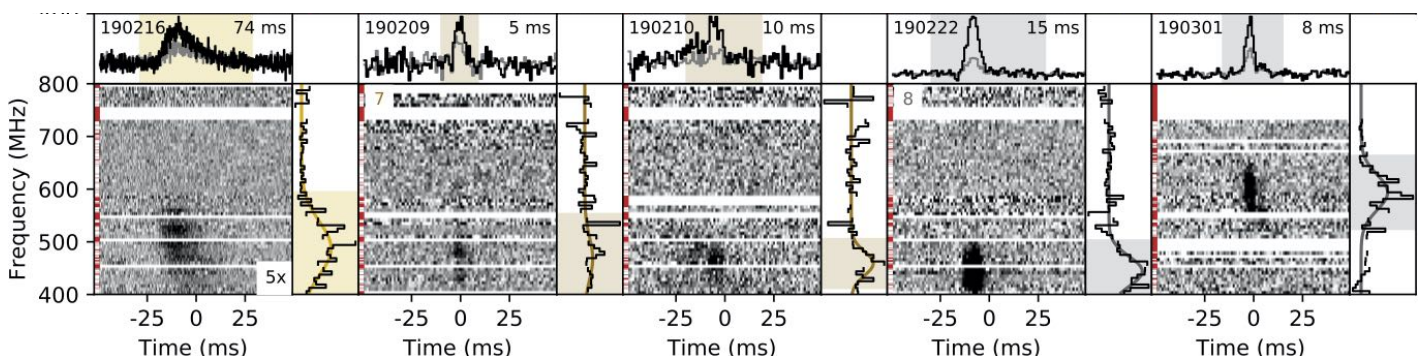 190216 74 ms
190209 5 ms
190210 10 ms
190222 15 ms
190301 8 ms
Frequency (MHz)
800
700
600
500
400
5x
7
8
-25 0 25
-25 0 25
-25 0 25
-25 0 25
-25 0 25
Time (ms)
Time (ms)
Time (ms)
Time (ms)
Time (ms)